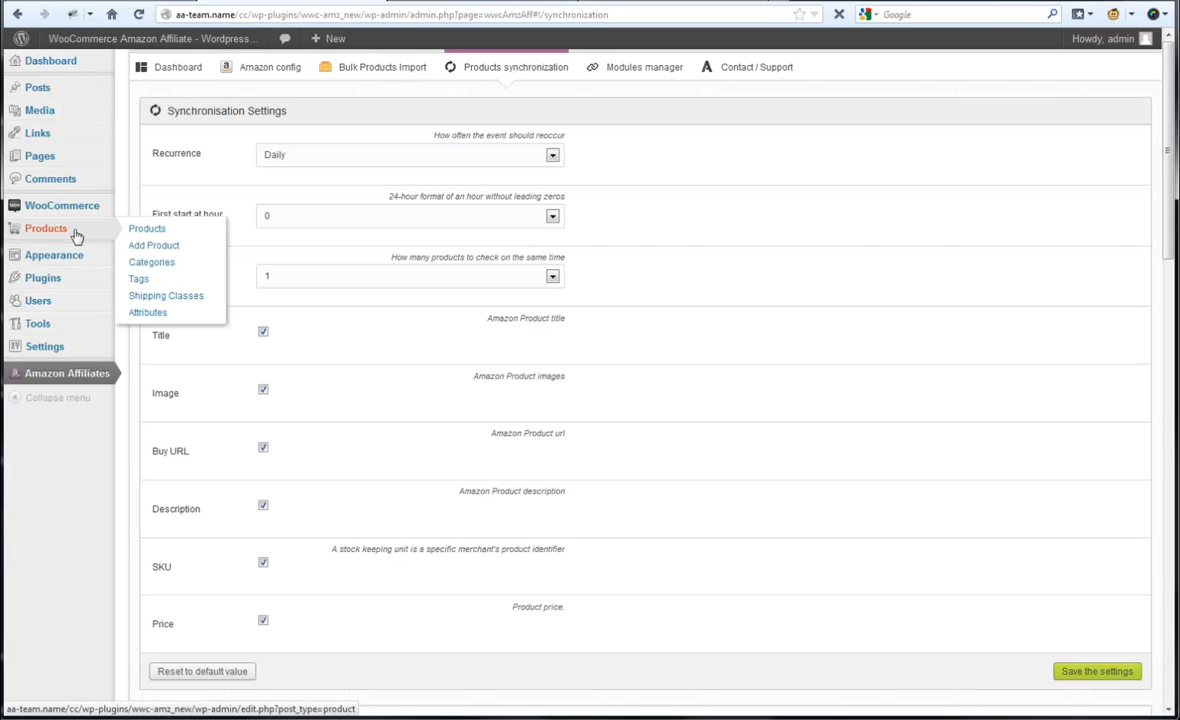 aa-team.name/cc/wp-plugins/wwc-amz_new/wp-admin/admin.php?page=wwcAmzAff#!/synchronization
Google
WooCommerce Amazon Affiliate - Wordpress...
New
Howdy, admin
Dashboard
Posts
Media
Links
Pages
Comments
WooCommerce
Products
Appearance
Plugins
Users
Tools
Settings
Amazon Affiliates
Collapse menu
Products
Add Product
Categories
Tags
Shipping Classes
Attributes
Dashboard
Amazon config
Bulk Products Import
Products synchronization
Modules manager
Contact / Support
Synchronisation Settings
How often the event should reoccur
Recurrence
Daily
24-hour format of an hour without leading zeros
First start at hour
0
How many products to check on the same time
1
Amazon Product title
Title
Amazon Product images
Image
Amazon Product url
Buy URL
Amazon Product description
Description
A stock keeping unit is a specific merchant's product identifier
SKU
Product price.
Price
Reset to default value
Save the settings
aa-team.name/cc/wp-plugins/wwc-amz_new/wp-admin/edit.php?post_type=product